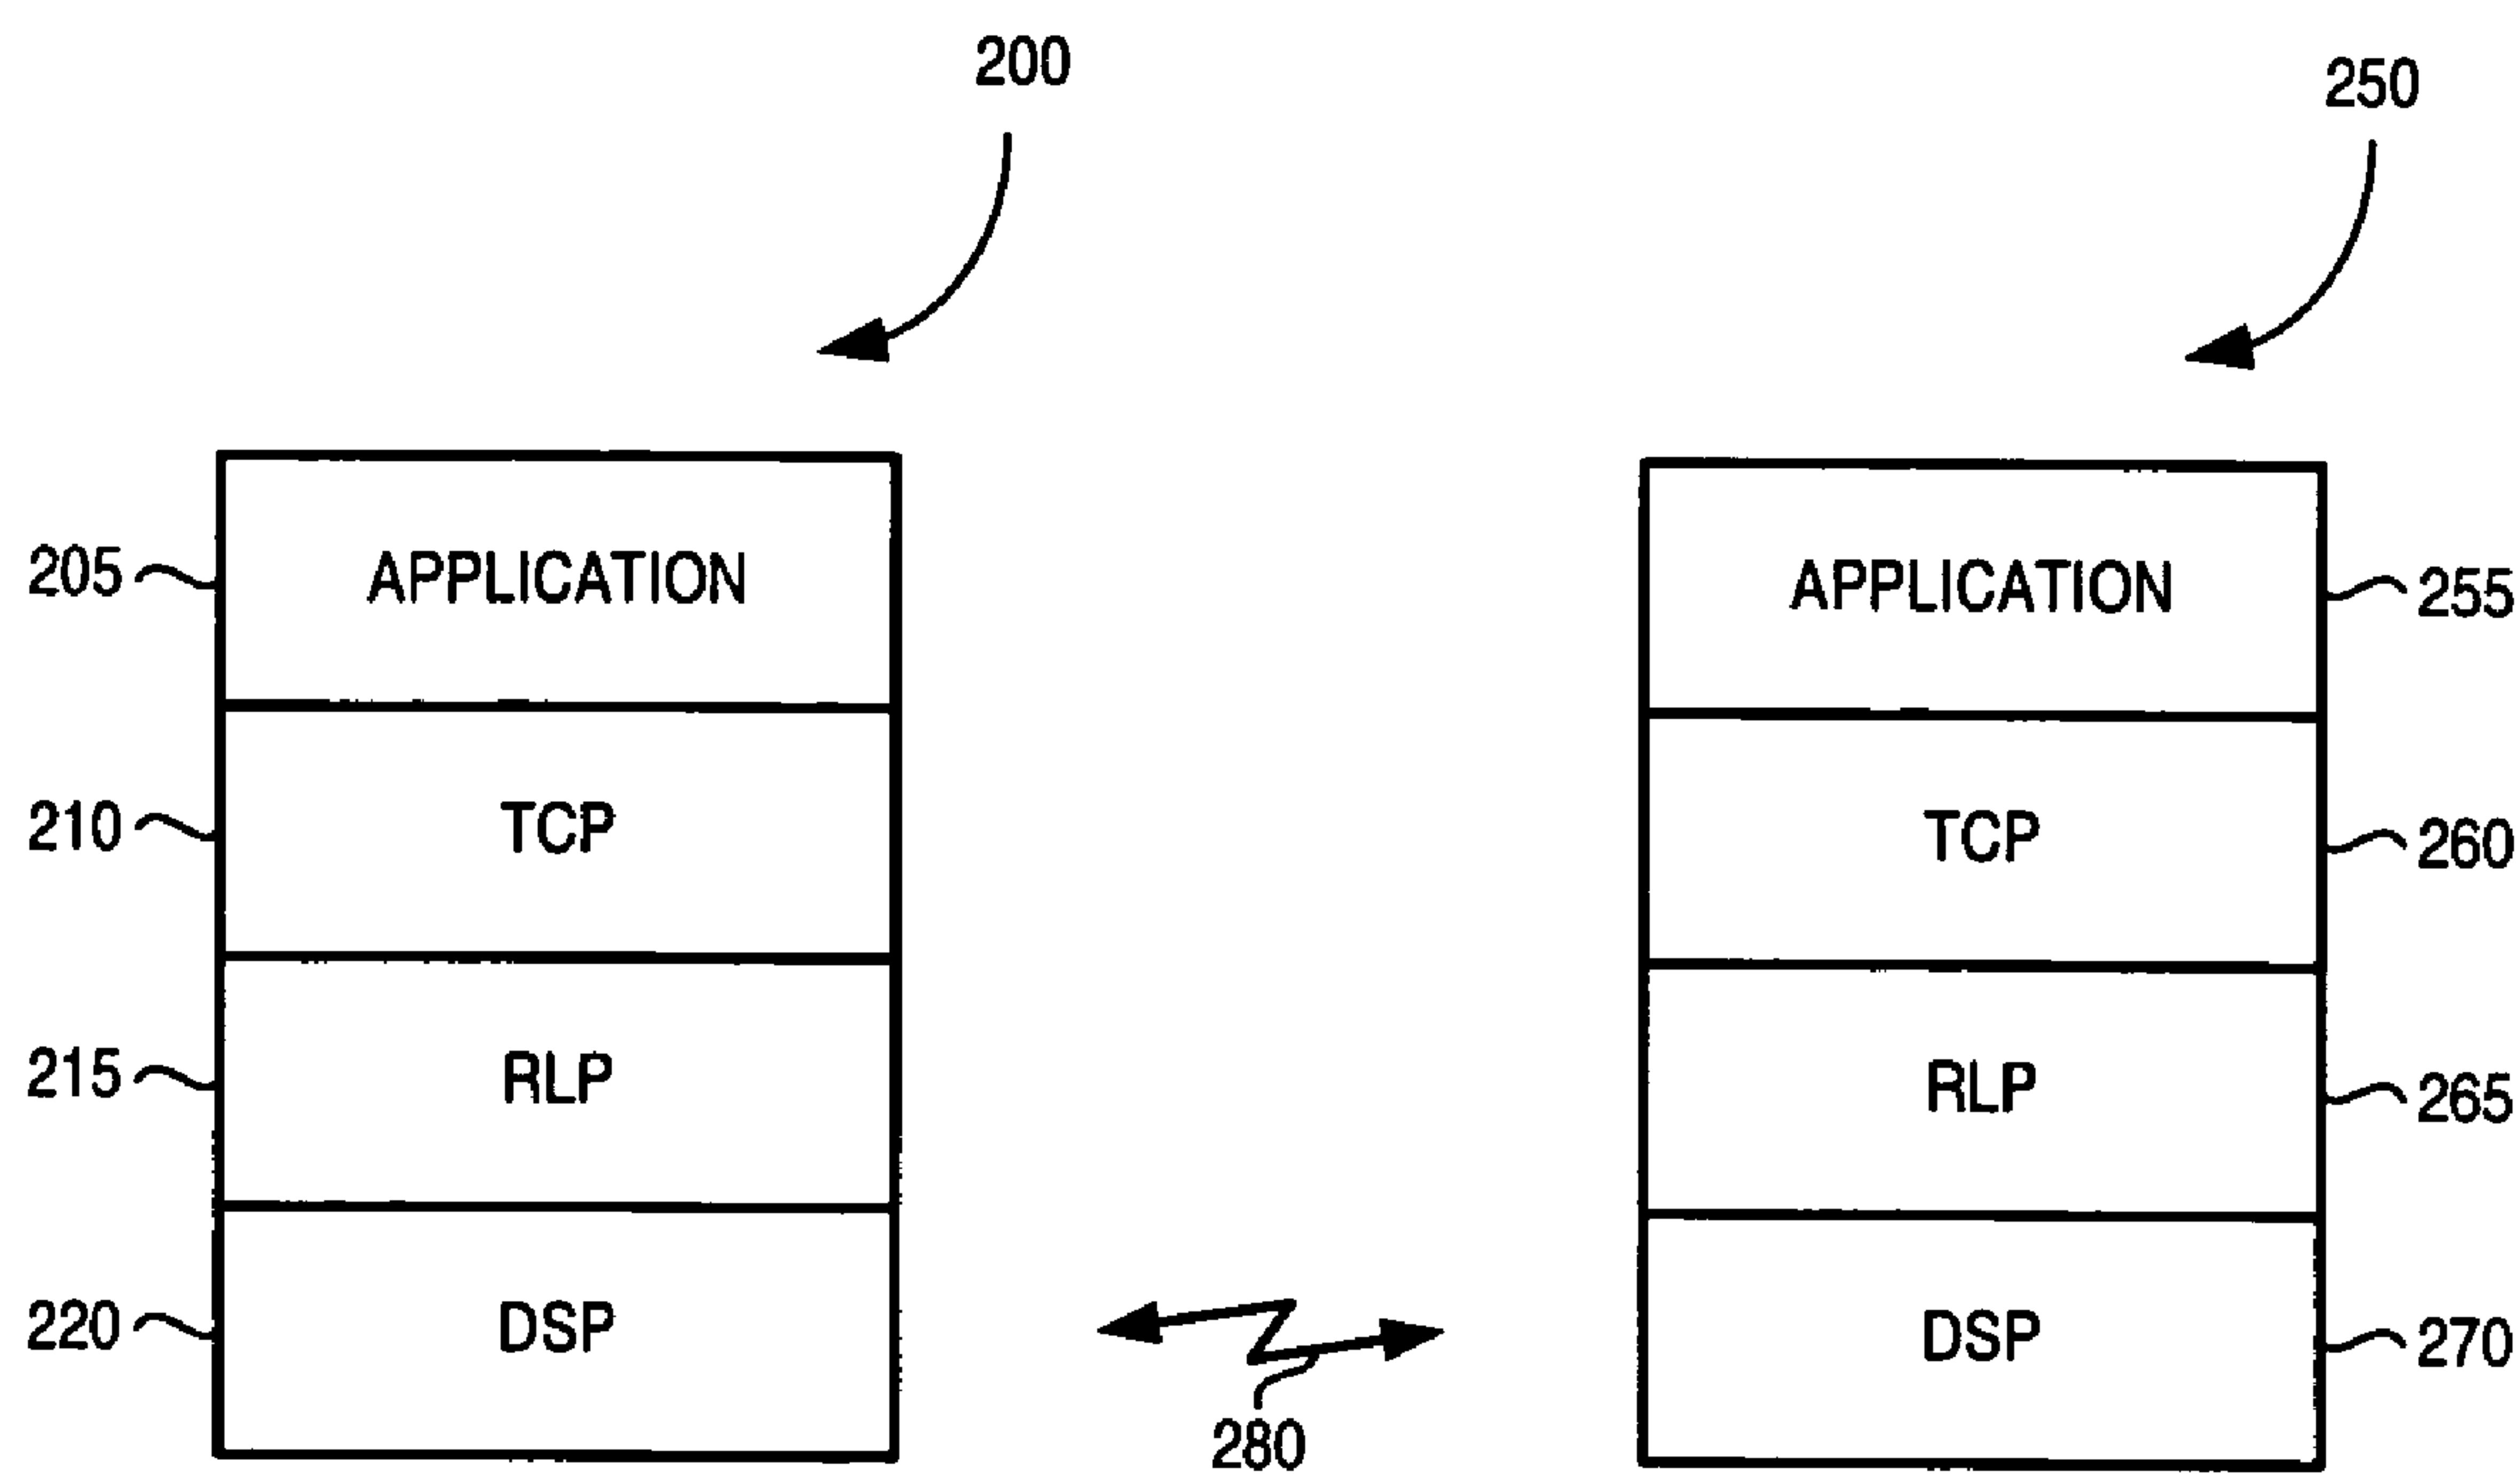 200
250
205 APPLICATION
APPLICATION 255
210 TCP
TCP 260
215 RLP
RLP 265
220 DSP
DSP 270
280